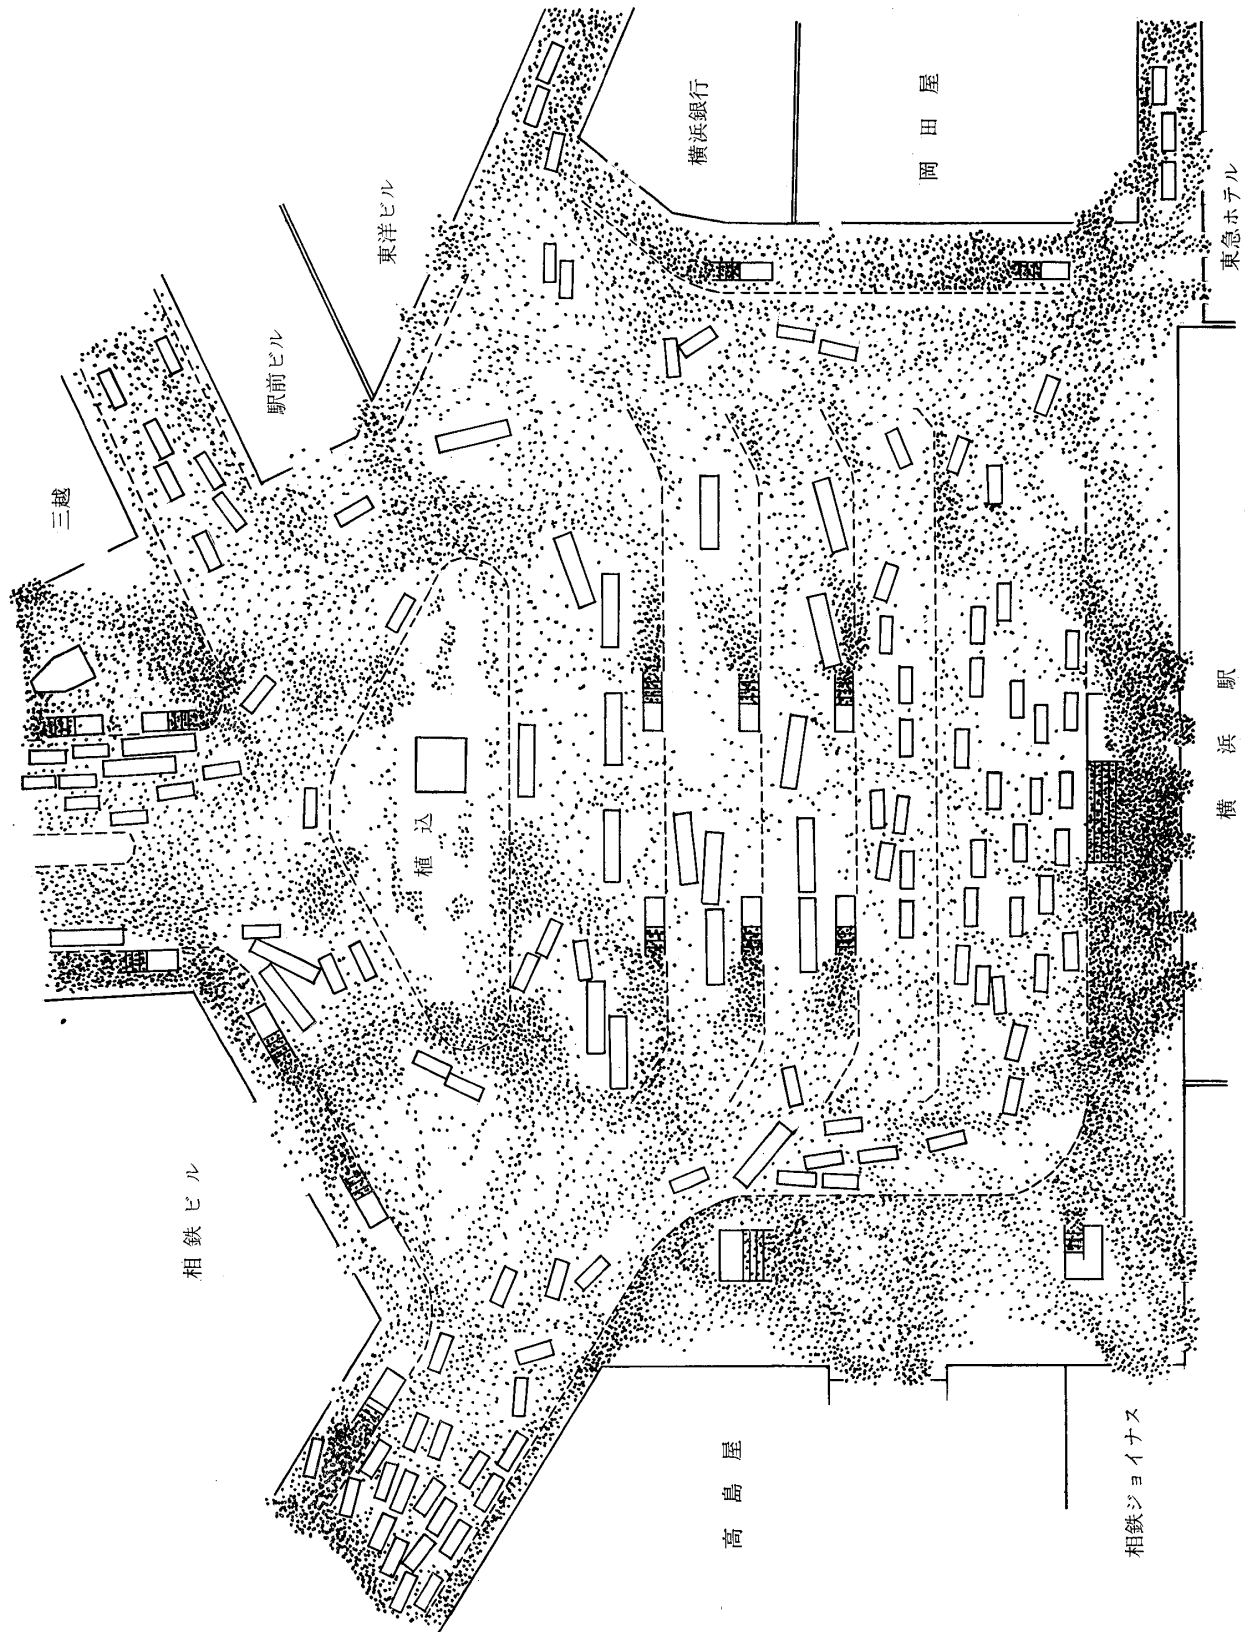 三越
駅前ビル
東洋ビル
横浜銀行
岡田屋
東急ホテル
植込
相鉄ビル
横浜駅
高島屋
相鉄ジョイナス